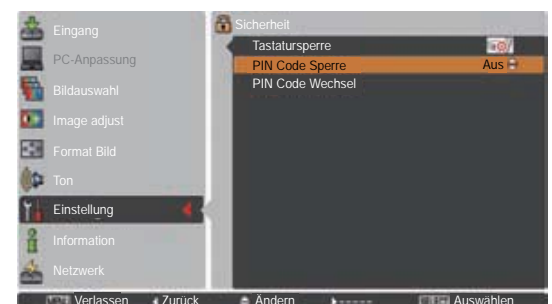 Eingang
PC-Anpassung
Bildauswahl
Image adjust
Format Bild
Ton
Einstellung
Information
Netzwerk
Sicherheit
Tastatursperre
PIN Code Sperre Aus
PIN Code Wechsel
Verlassen Zurück Ändern ----- Auswählen